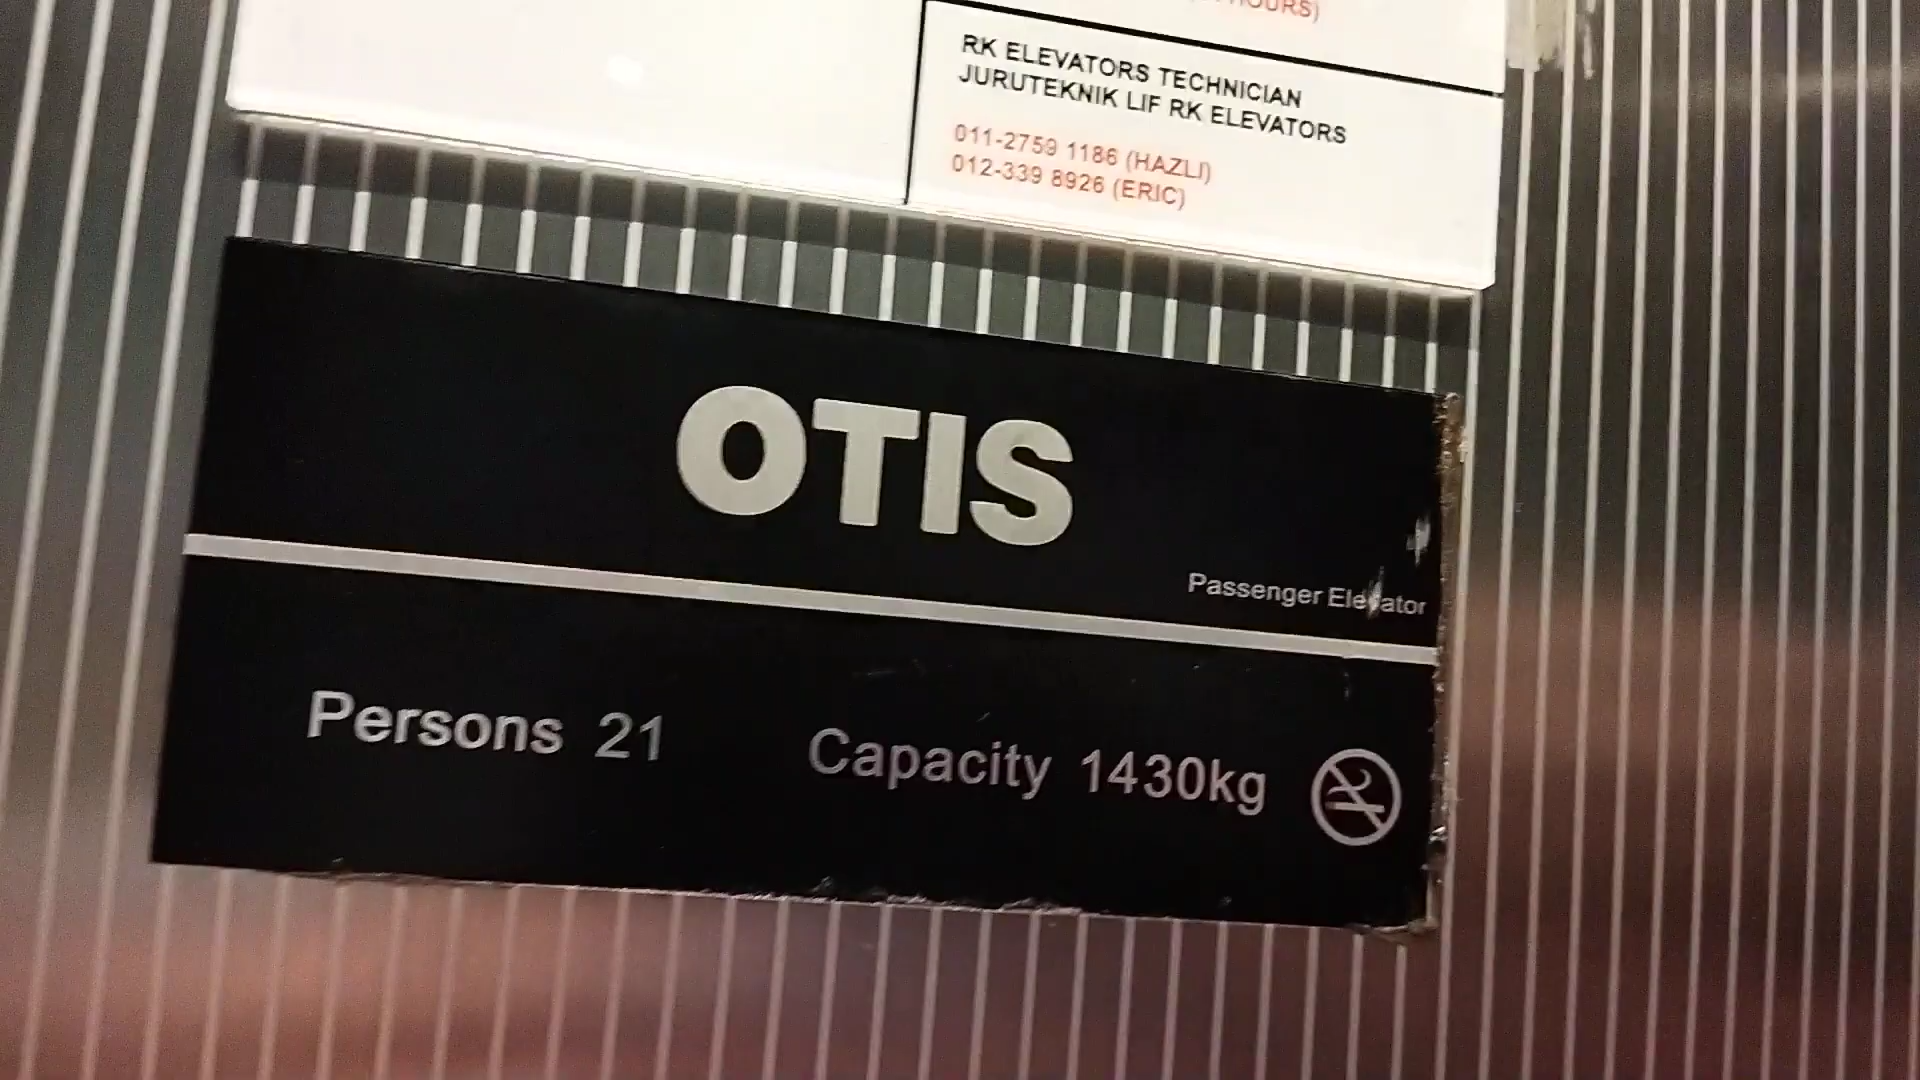 HOURS)
RK ELEVATORS TECHNICIAN
JURUTEKNIK LIF RK ELEVATORS
011-2759 1186 (HAZLI)
012-339 8926 (ERIC)
OTIS
Passenger Elevator
Persons 21 Capacity 1430kg